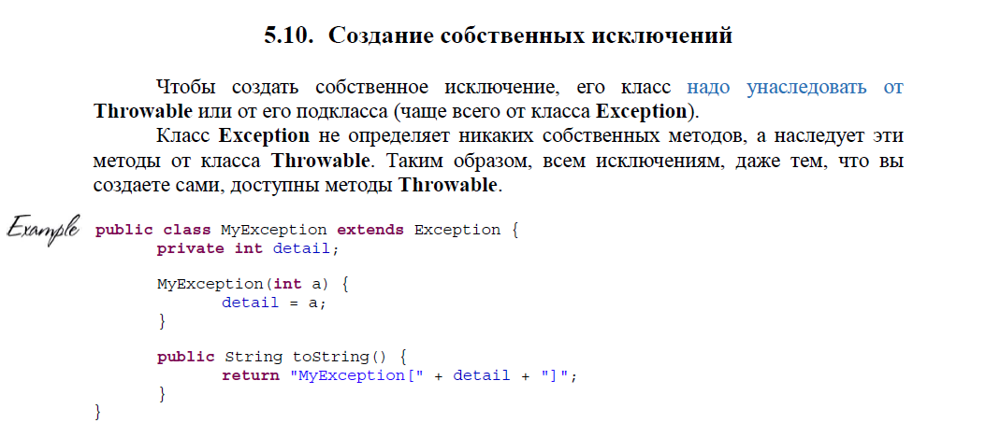 5.10. Создание собственных исключений
Чтобы создать собственное исключение, его класс надо унаследовать от
Throwable или от его подкласса (чаще всего от класса Exception).
Класс Exception не определяет никаких собственных методов, а наследует эти
методы от класса Throwable. Таким образом, всем исключениям, даже тем, что вы
создаете сами, доступны методы Throwable.
Example
public class MyException extends Exception {
private int detail;
MyException(int a) {
detail = a;
}
public String toString() {
return "MyException[" + detail + "]";
}
}